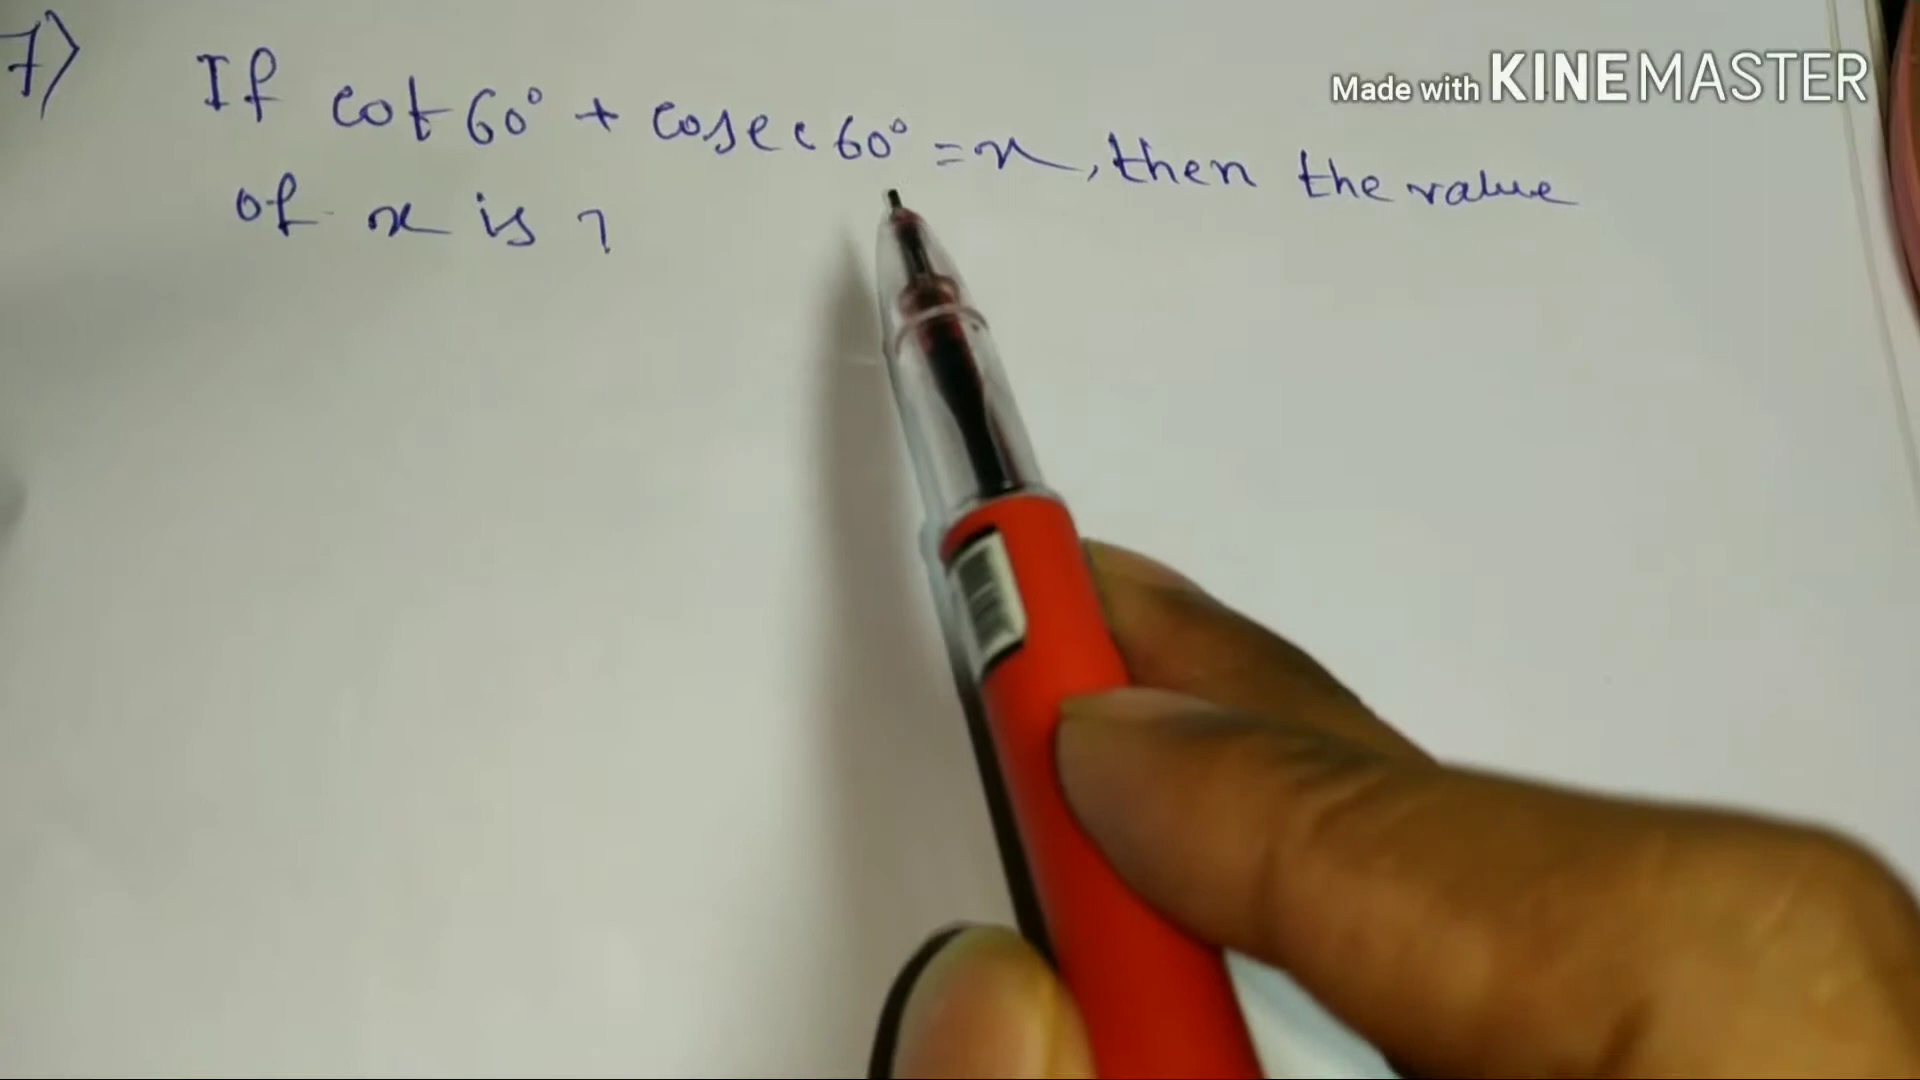 Made with KINEMASTER
7) If cot 60° + cosec 60° = x, then the value
of x is ?